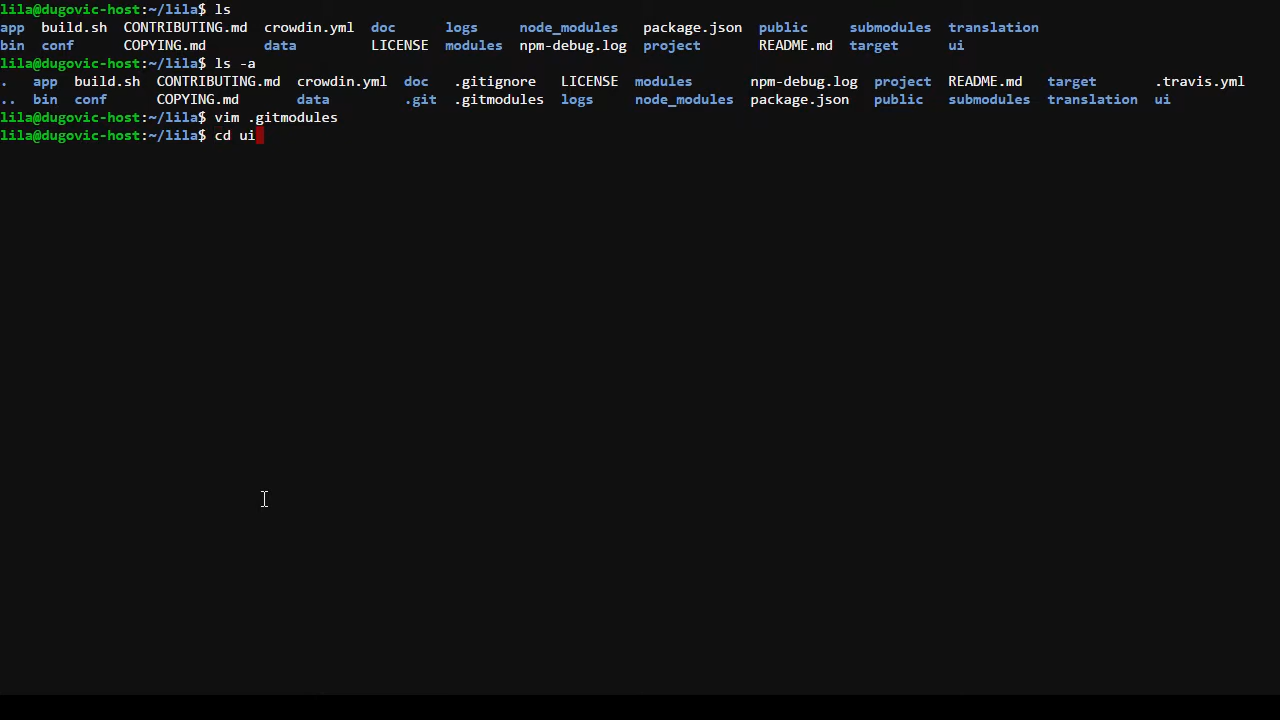 lila@dugovic-host:~/lila$ ls
app  build.sh  CONTRIBUTING.md  crowdin.yml  doc      logs     node_modules   package.json  public   submodules  translation
bin  conf      COPYING.md       data         LICENSE  modules  npm-debug.log  project       README.md  target      ui
lila@dugovic-host:~/lila$ ls -a
.   app  build.sh  CONTRIBUTING.md  crowdin.yml  doc   .gitignore   LICENSE  modules       npm-debug.log  project  README.md   target       .travis.yml
..  bin  conf      COPYING.md       data         .git  .gitmodules  logs     node_modules  package.json   public   submodules  translation  ui
lila@dugovic-host:~/lila$ vim .gitmodules
lila@dugovic-host:~/lila$ cd ui